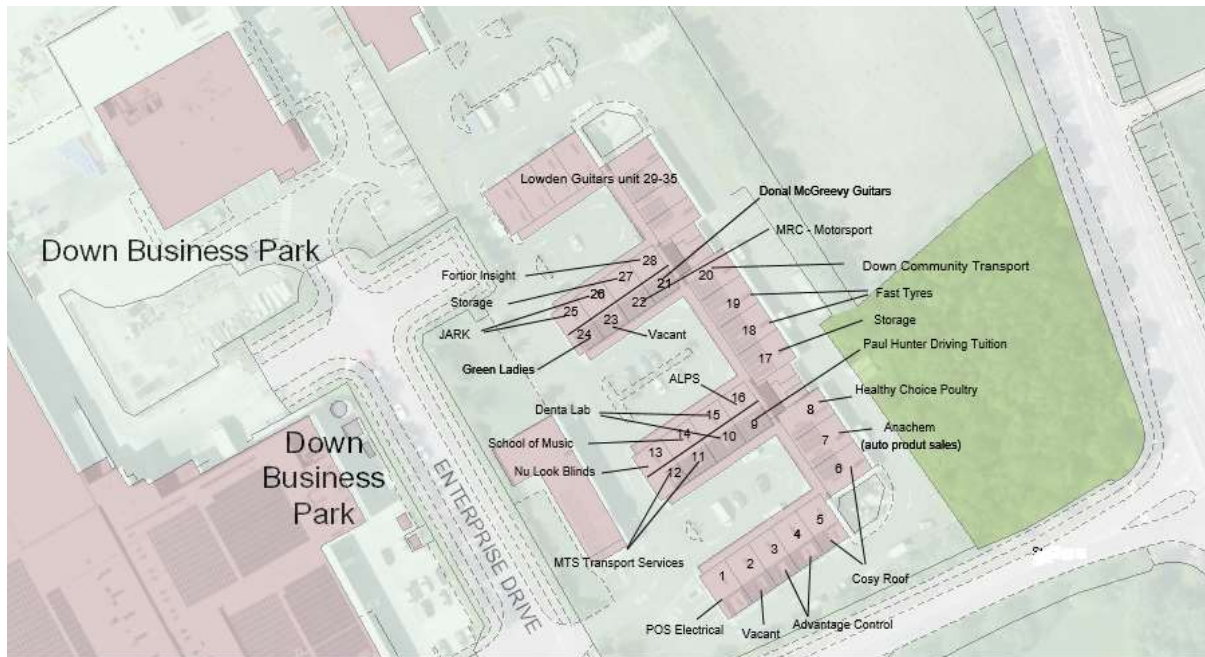 Lowden Guitars unit 29-35
Donal McGreevy Guitars
MRC - Motorsport
Down Business Park
28
Fortior Insight
27
21
20
Down Community Transport
Storage
26
22
Fast Tyres
25
23
19
JARK
24
Vacant
18
Storage
Green Ladies
17
Paul Hunter Driving Tuition
ALPS
16
Healthy Choice Poultry
Denta Lab
15
8
14
9
Anachem
(auto produt sales)
School of Music
10
7
13
11
Nu Look Blinds
12
6
Down
Business
Park
ENTERPRISE DRIVE
MTS Transport Services
5
4
3
2
1
Cosy Roof
POS Electrical
Vacant
Advantage Control